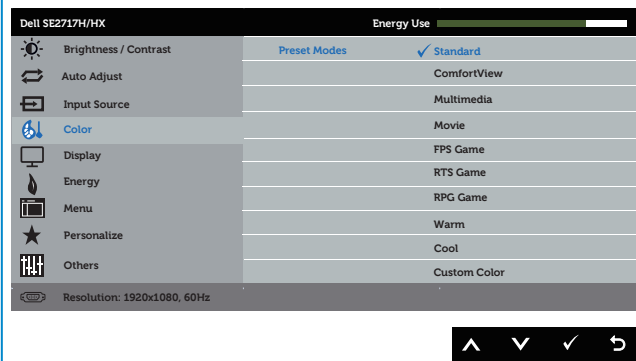 Dell SE2717H/HX Energy Use
Brightness / Contrast Preset Modes Standard
Auto Adjust ComfortView
Input Source Multimedia
Color Movie
Display FPS Game
Energy RTS Game
Menu RPG Game
Personalize Warm
Others Cool
Custom Color
Resolution: 1920x1080, 60Hz